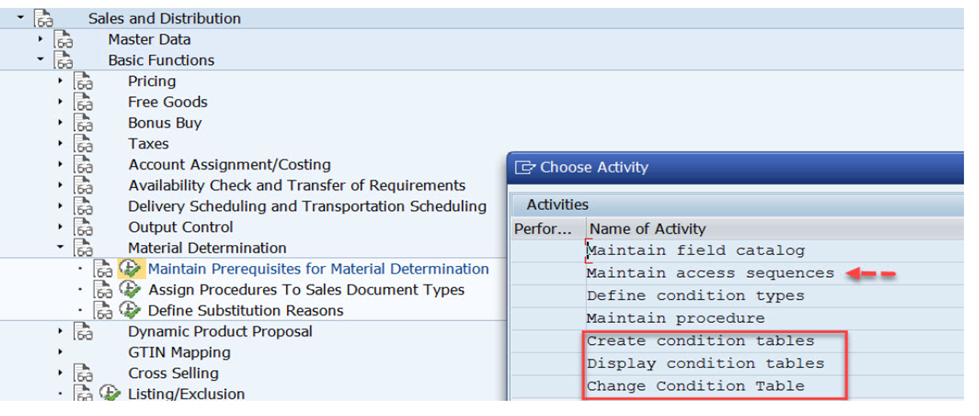 Sales and Distribution
Master Data
Basic Functions
Pricing
Free Goods
Bonus Buy
Taxes
Account Assignment/Costing
Availability Check and Transfer of Requirements
Delivery Scheduling and Transportation Scheduling
Output Control
Material Determination
Maintain Prerequisites for Material Determination
Assign Procedures To Sales Document Types
Define Substitution Reasons
Dynamic Product Proposal
GTIN Mapping
Cross Selling
Listing/Exclusion
Choose Activity
Activities
Perfor... Name of Activity
Maintain field catalog
Maintain access sequences
Define condition types
Maintain procedure
Create condition tables
Display condition tables
Change Condition Table